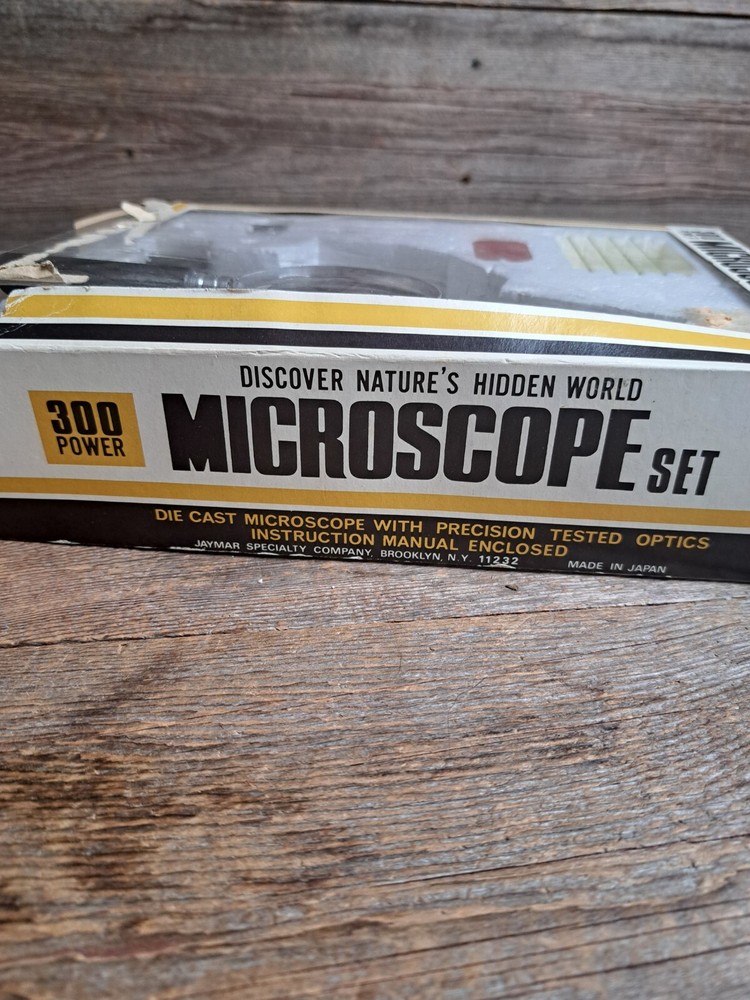 DISCOVER NATURE'S HIDDEN WORLD
300
POWER
MICROSCOPE SET
DIE CAST MICROSCOPE WITH PRECISION TESTED OPTICS
INSTRUCTION MANUAL ENCLOSED
JAYMAR SPECIALTY COMPANY, BROOKLYN, N.Y. 11232 MADE IN JAPAN